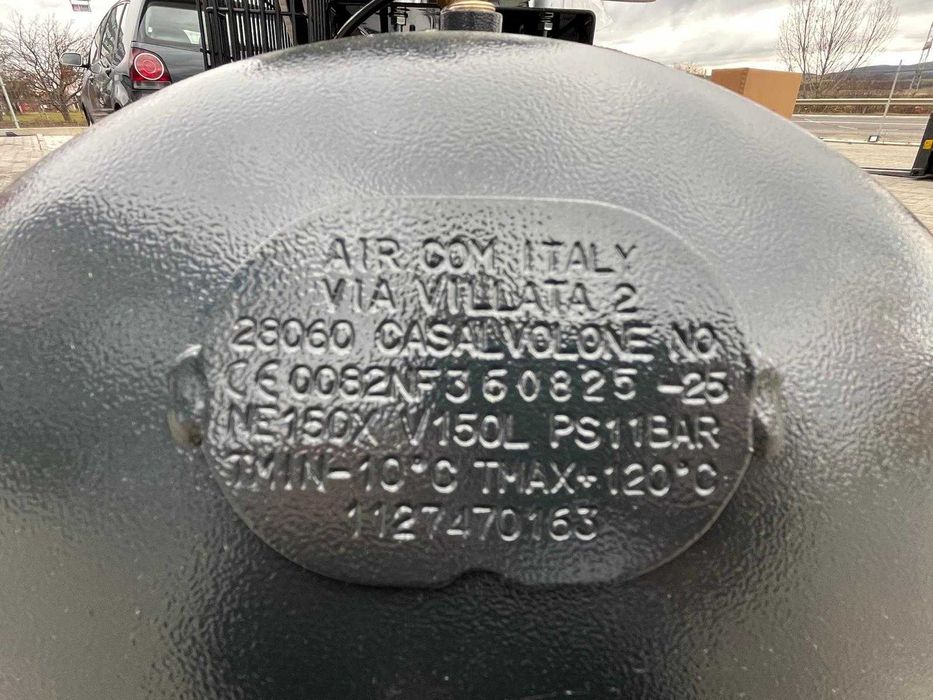 AIR COM ITALY
VIA VILLATA 2
28060 CASALVOLONE NO
CE 0082NF360825 -25
NE150X V150L PS11BAR
TMIN-10°C TMAX+120°C
1127470163